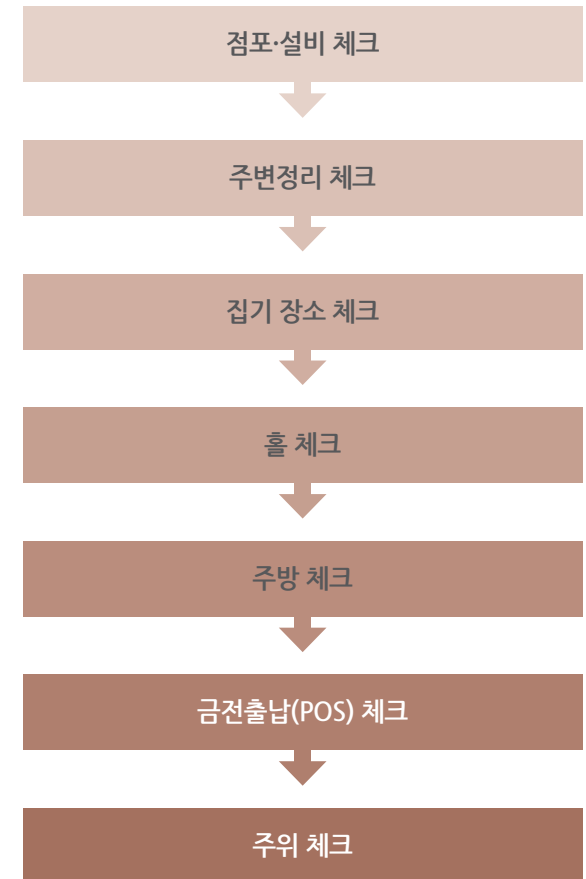 점포·설비 체크
주변정리 체크
집기 장소 체크
홀 체크
주방 체크
금전출납(POS) 체크
주위 체크